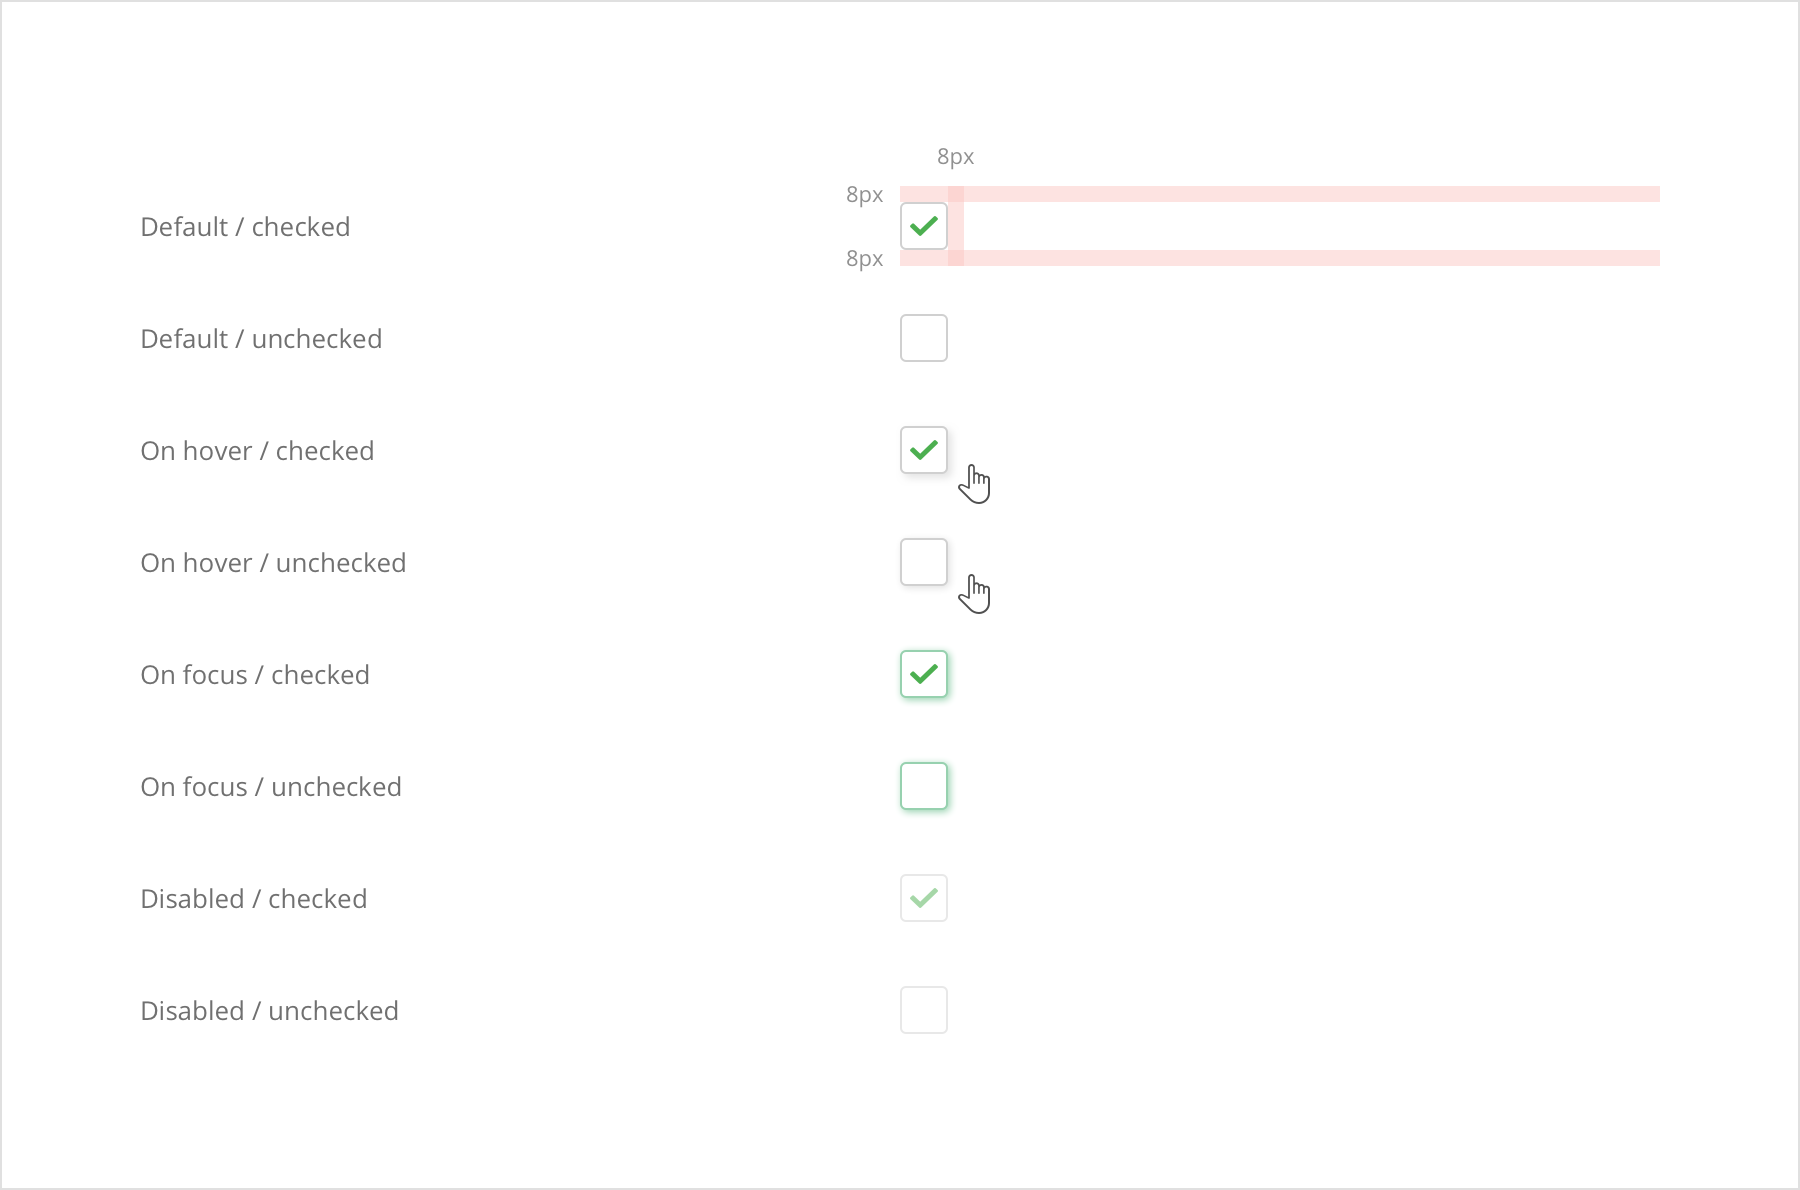 8px
8px
Default / checked
8px
Default / unchecked
On hover / checked
On hover / unchecked
On focus / checked
On focus / unchecked
Disabled / checked
Disabled / unchecked